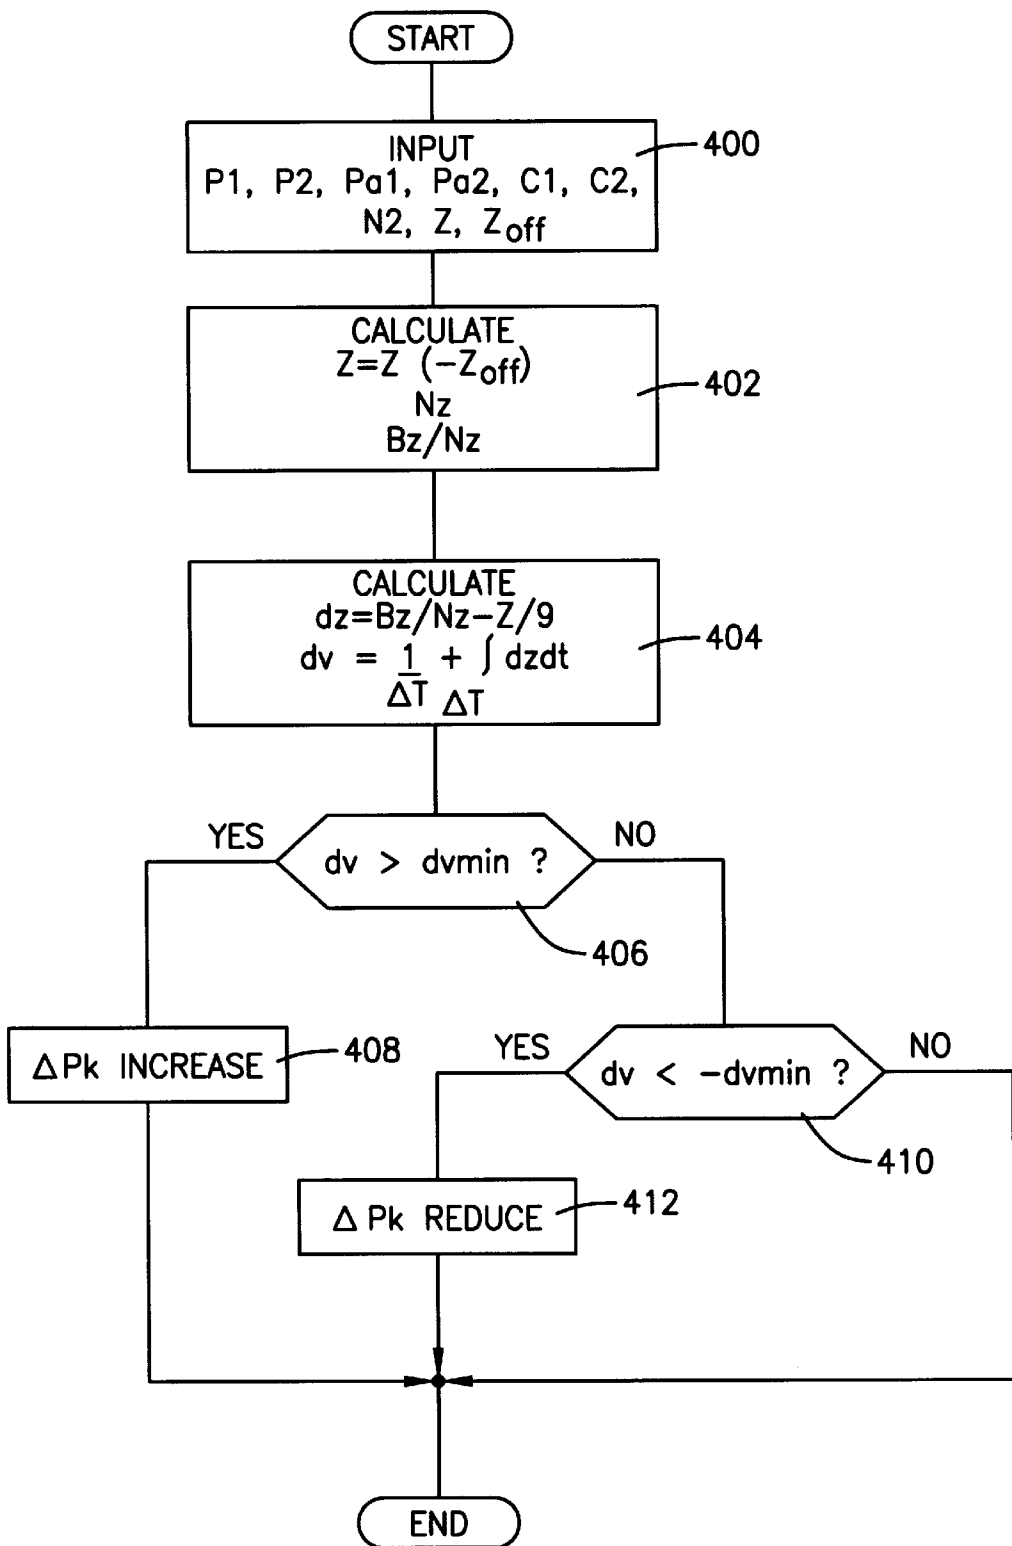 START
INPUT
P1, P2, Pa1, Pa2, C1, C2,
N2, Z, Zoff
400
CALCULATE
Z=Z (-Zoff)
Nz
Bz/Nz
402
CALCULATE
dz=Bz/Nz-Z/9
dv = 1/ΔT + ∫ dzdt
ΔT
404
YES
dv > dvmin ?
NO
406
ΔPk INCREASE
408
YES
dv < -dvmin ?
NO
410
Δ Pk REDUCE
412
END